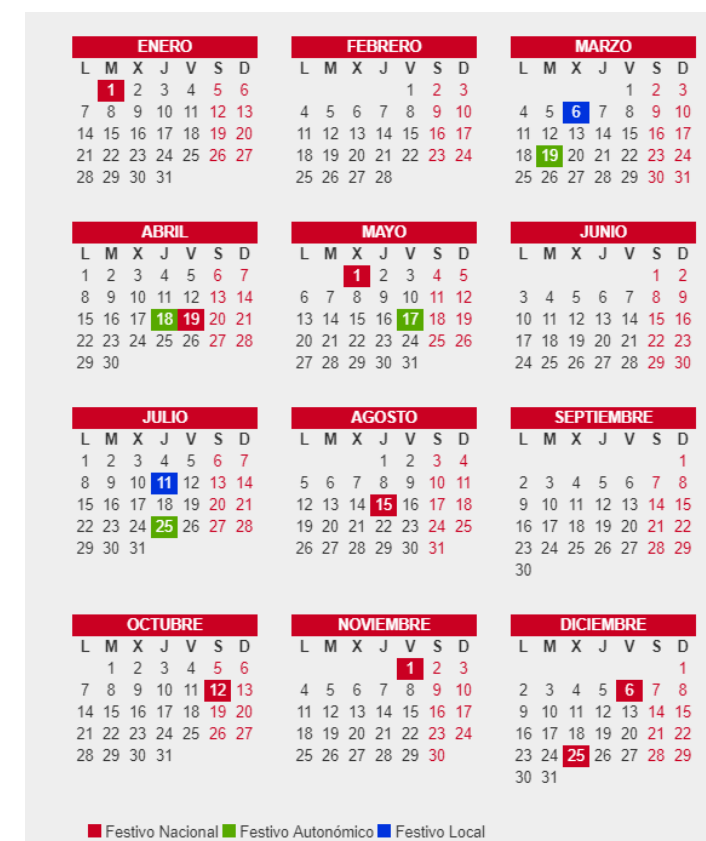 ENERO
L M X J V S D
1 2 3 4 5 6
7 8 9 10 11 12 13
14 15 16 17 18 19 20
21 22 23 24 25 26 27
28 29 30 31
FEBRERO
L M X J V S D
1 2 3
4 5 6 7 8 9 10
11 12 13 14 15 16 17
18 19 20 21 22 23 24
25 26 27 28
MARZO
L M X J V S D
1 2 3
4 5 6 7 8 9 10
11 12 13 14 15 16 17
18 19 20 21 22 23 24
25 26 27 28 29 30 31
ABRIL
L M X J V S D
1 2 3 4 5 6 7
8 9 10 11 12 13 14
15 16 17 18 19 20 21
22 23 24 25 26 27 28
29 30
MAYO
L M X J V S D
1 2 3 4 5
6 7 8 9 10 11 12
13 14 15 16 17 18 19
20 21 22 23 24 25 26
27 28 29 30 31
JUNIO
L M X J V S D
1 2
3 4 5 6 7 8 9
10 11 12 13 14 15 16
17 18 19 20 21 22 23
24 25 26 27 28 29 30
JULIO
L M X J V S D
1 2 3 4 5 6 7
8 9 10 11 12 13 14
15 16 17 18 19 20 21
22 23 24 25 26 27 28
29 30 31
AGOSTO
L M X J V S D
1 2 3 4
5 6 7 8 9 10 11
12 13 14 15 16 17 18
19 20 21 22 23 24 25
26 27 28 29 30 31
SEPTIEMBRE
L M X J V S D
1
2 3 4 5 6 7 8
9 10 11 12 13 14 15
16 17 18 19 20 21 22
23 24 25 26 27 28 29
30
OCTUBRE
L M X J V S D
1 2 3 4 5 6
7 8 9 10 11 12 13
14 15 16 17 18 19 20
21 22 23 24 25 26 27
28 29 30 31
NOVIEMBRE
L M X J V S D
1 2 3
4 5 6 7 8 9 10
11 12 13 14 15 16 17
18 19 20 21 22 23 24
25 26 27 28 29 30
DICIEMBRE
L M X J V S D
1
2 3 4 5 6 7 8
9 10 11 12 13 14 15
16 17 18 19 20 21 22
23 24 25 26 27 28 29
30 31
Festivo Nacional Festivo Autonómico Festivo Local